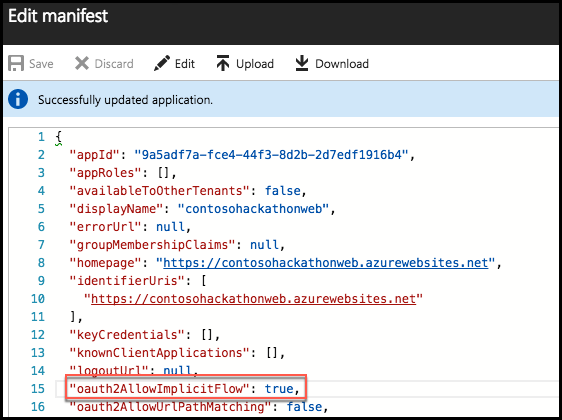 Edit manifest
Save Discard Edit Upload Download
Successfully updated application.
1 {
2 "appId": "9a5adf7a-fce4-44f3-8d2b-2d7edf1916b4",
3 "appRoles": [],
4 "availableToOtherTenants": false,
5 "displayName": "contosohackathonweb",
6 "errorUrl": null,
7 "groupMembershipClaims": null,
8 "homepage": "https://contosohackathonweb.azurewebsites.net",
9 "identifierUris": [
10 "https://contosohackathonweb.azurewebsites.net"
11 ],
12 "keyCredentials": [],
13 "knownClientApplications": [],
14 "logoutUrl": null,
15 "oauth2AllowImplicitFlow": true,
16 "oauth2AllowUrlPathMatching": false,